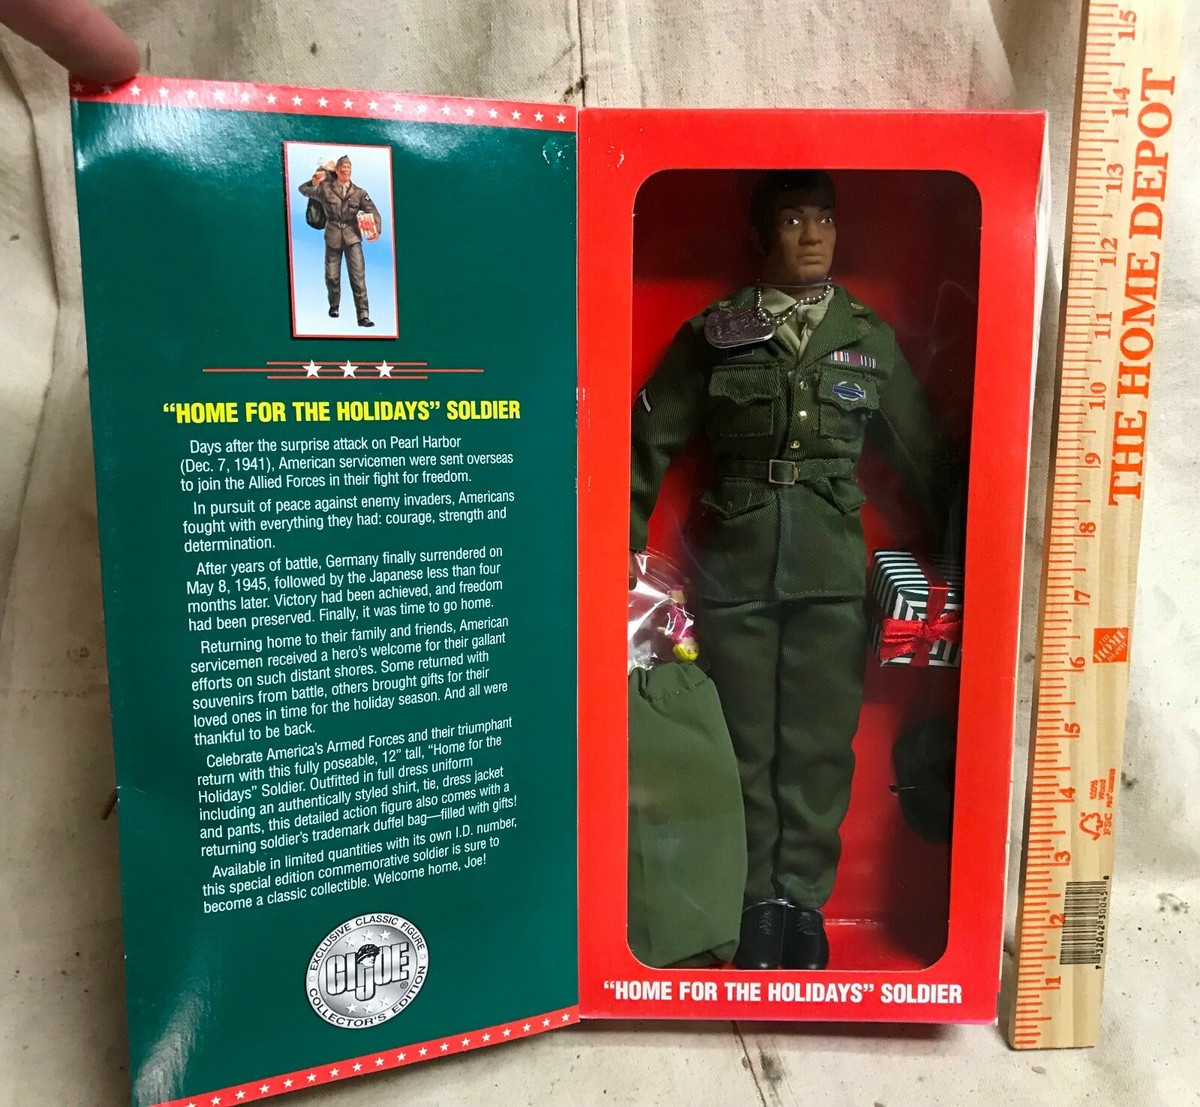 “HOME FOR THE HOLIDAYS” SOLDIER
Days after the surprise attack on Pearl Harbor
(Dec. 7, 1941), American servicemen were sent overseas
to join the Allied Forces in their fight for freedom.
In pursuit of peace against enemy invaders, Americans
fought with everything they had: courage, strength and
determination.
After years of battle, Germany finally surrendered on
May 8, 1945, followed by the Japanese less than four
months later. Victory had been achieved, and freedom
had been preserved. Finally, it was time to go home.
Returning home to their family and friends, American
servicemen received a hero’s welcome for their gallant
efforts on such distant shores. Some returned with
souvenirs from battle, others brought gifts for their
loved ones in time for the holiday season. And all were
thankful to be back.
Celebrate America’s Armed Forces and their triumphant
return with this fully poseable, 12” tall, “Home for the
Holidays” Soldier. Outfitted in full dress uniform
including an authentically styled shirt, tie, dress jacket
and pants, this detailed action figure also comes with a
returning soldier’s trademark duffel bag—filled with gifts!
Available in limited quantities with its own I.D. number,
this special edition commemorative soldier is sure to
become a classic collectible. Welcome home, Joe!
EXCLUSIVE CLASSIC FIGURE
GI JOE®
COLLECTOR'S EDITION
“HOME FOR THE HOLIDAYS” SOLDIER
15
14
13
12
11
10
9
8
7
6
5
4
3
2
1
THE HOME DEPOT
100%
Wood
FSC